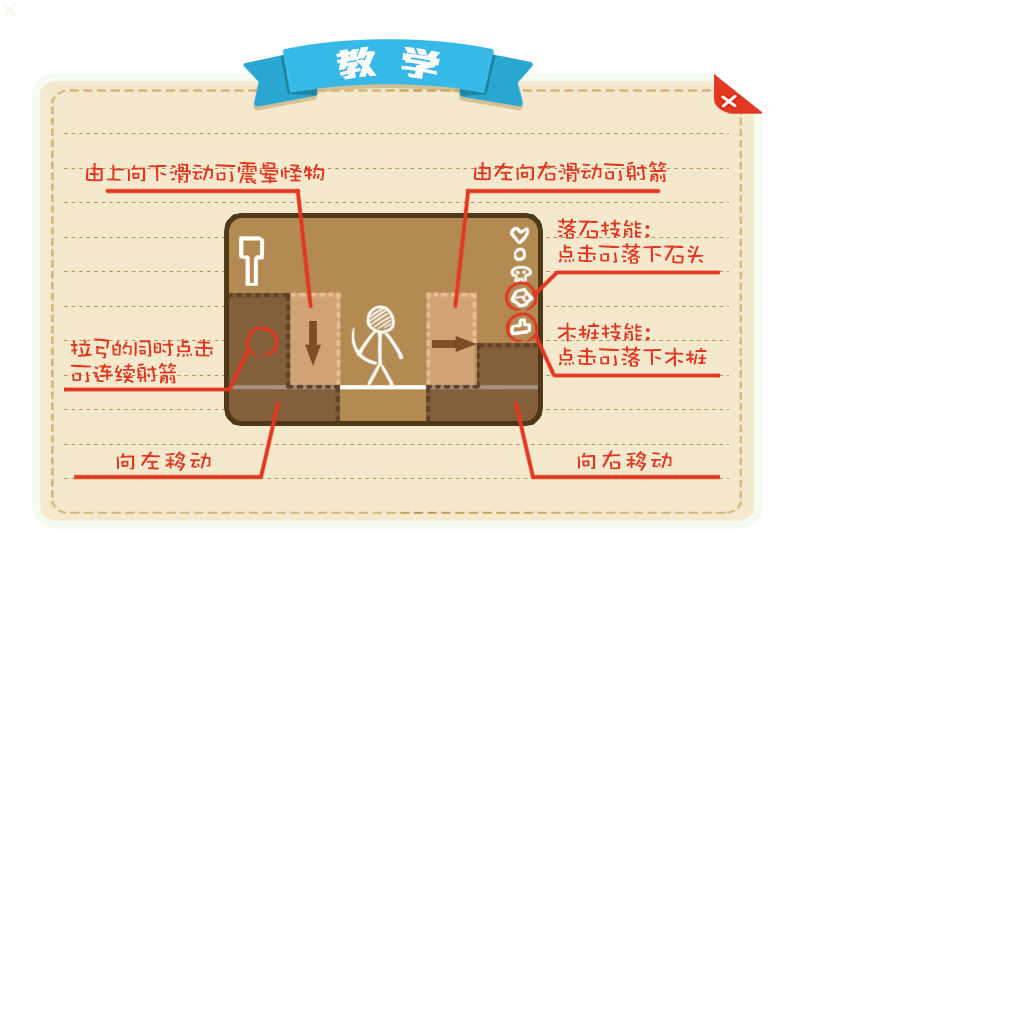 教学
由上向下滑动可震晕怪物
由左向右滑动可射箭
落石技能：
点击可落下石头
拉弓的同时点击
可连续射箭
木桩技能：
点击可落下木桩
向左移动
向右移动